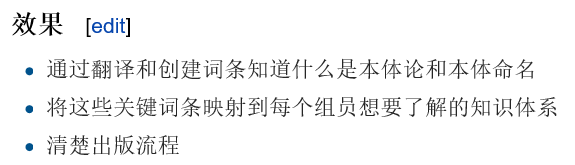 效果 [edit]
通过翻译和创建词条知道什么是本体论和本体命名
将这些关键词条映射到每个组员想要了解的知识体系
清楚出版流程